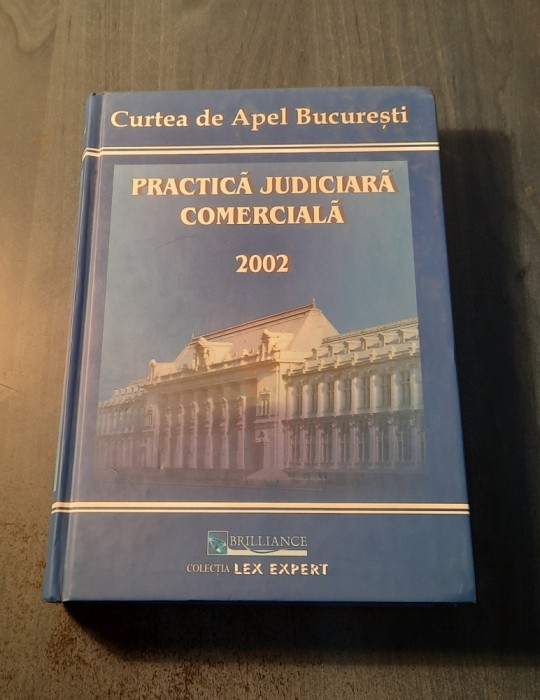 Curtea de Apel București
PRACTICĂ JUDICIARĂ
COMERCIALĂ
2002
BRILLIANCE
COLECȚIA LEX EXPERT